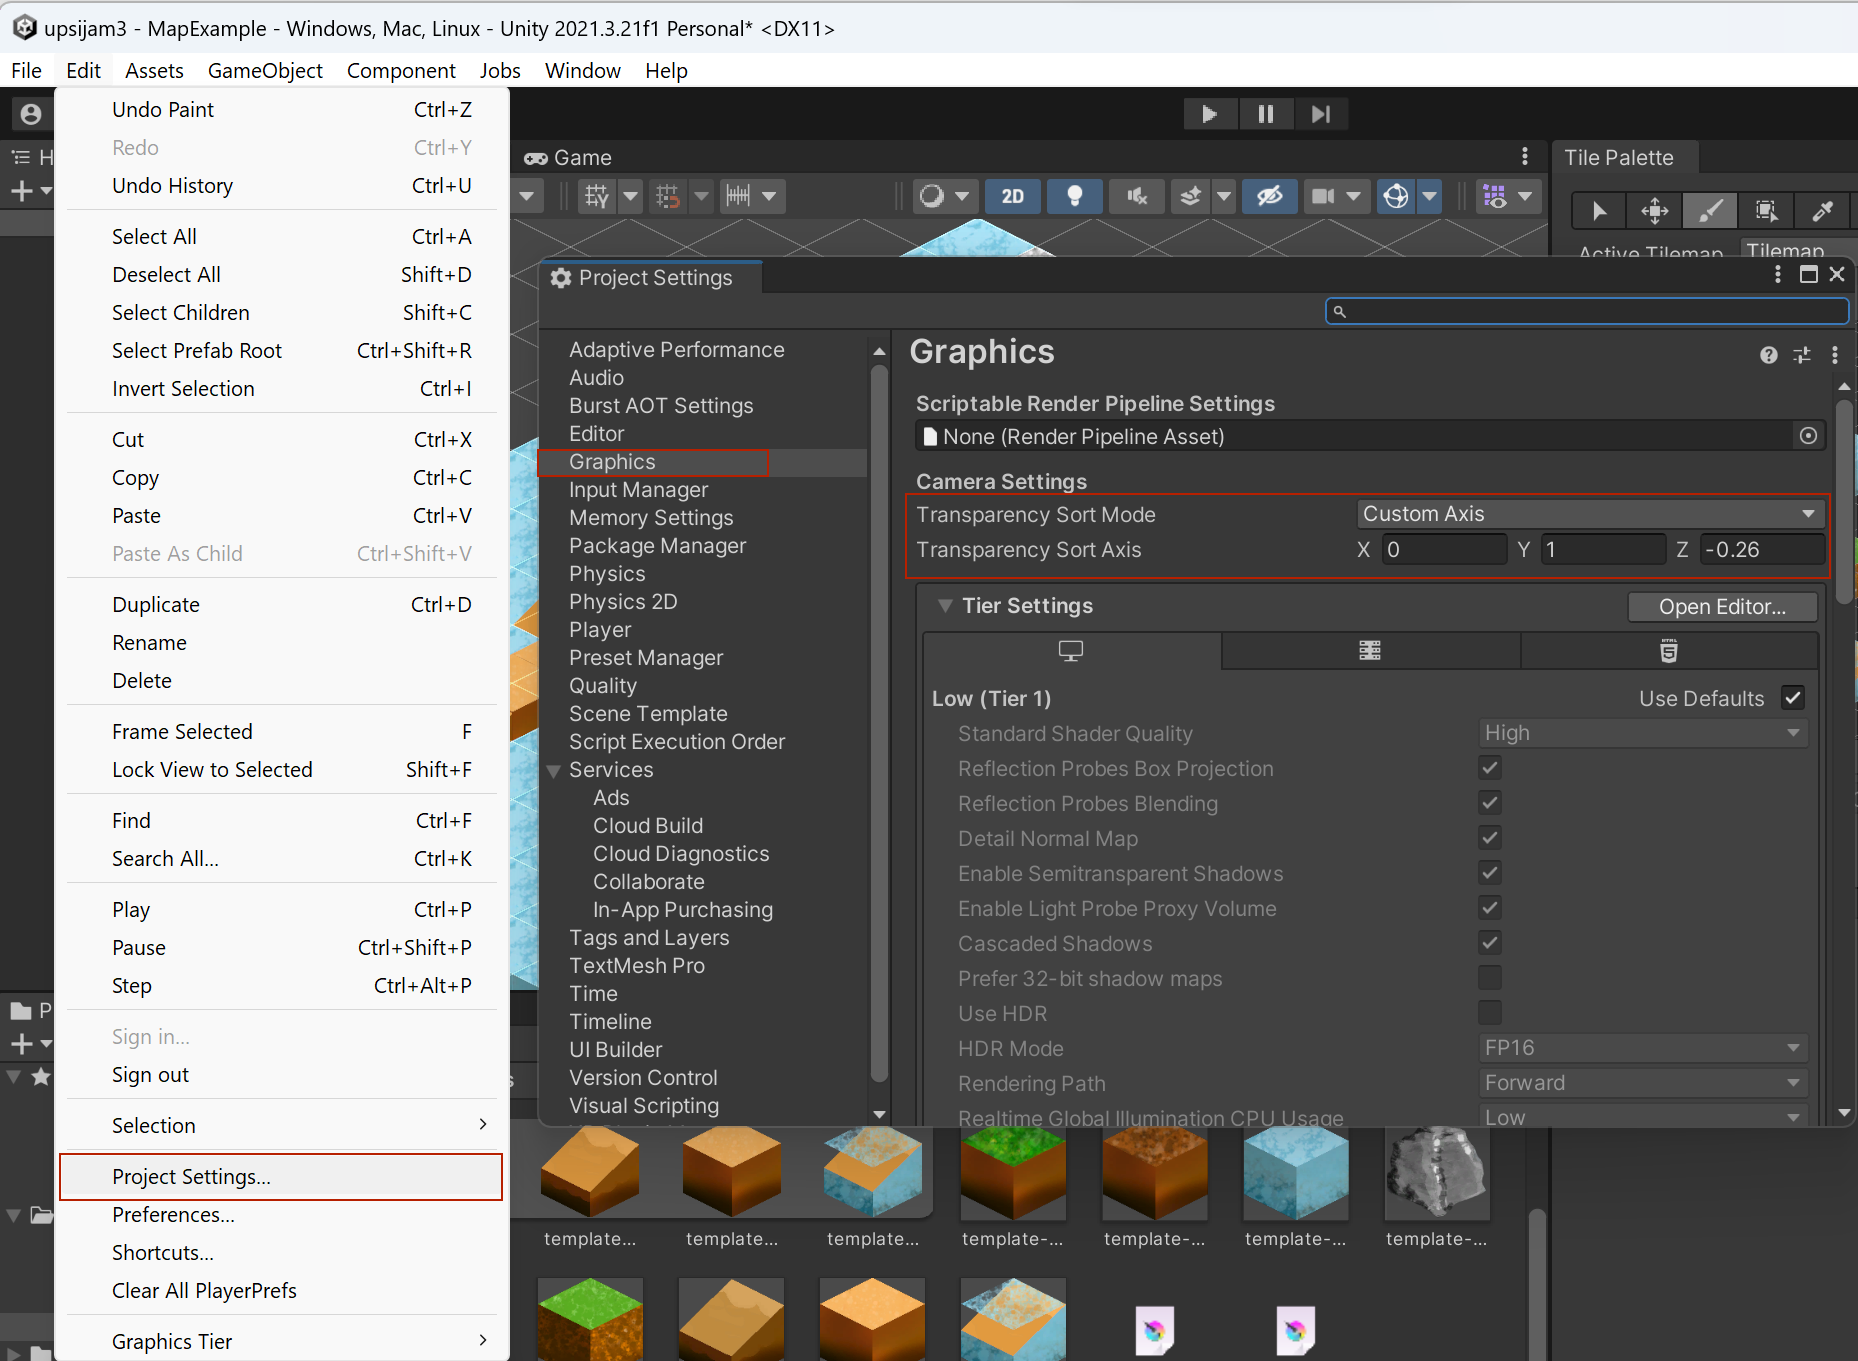 upsijam3 - MapExample - Windows, Mac, Linux - Unity 2021.3.21f1 Personal* <DX11>
File Edit Assets GameObject Component Jobs Window Help
Undo Paint Ctrl+Z
Redo Ctrl+Y
Undo History Ctrl+U
Select All Ctrl+A
Deselect All Shift+D
Select Children Shift+C
Select Prefab Root Ctrl+Shift+R
Invert Selection Ctrl+I
Cut Ctrl+X
Copy Ctrl+C
Paste Ctrl+V
Paste As Child Ctrl+Shift+V
Duplicate Ctrl+D
Rename
Delete
Frame Selected F
Lock View to Selected Shift+F
Find Ctrl+F
Search All... Ctrl+K
Play Ctrl+P
Pause Ctrl+Shift+P
Step Ctrl+Alt+P
Sign in...
Sign out
Selection
Project Settings...
Preferences...
Shortcuts...
Clear All PlayerPrefs
Graphics Tier
H
P
Game
2D
Tile Palette
Active Tilemap Tilemap
Project Settings
Adaptive Performance
Audio
Burst AOT Settings
Editor
Graphics
Input Manager
Memory Settings
Package Manager
Physics
Physics 2D
Player
Preset Manager
Quality
Scene Template
Script Execution Order
Services
Ads
Cloud Build
Cloud Diagnostics
Collaborate
In-App Purchasing
Tags and Layers
TextMesh Pro
Time
Timeline
UI Builder
Version Control
Visual Scripting
Graphics
Scriptable Render Pipeline Settings
None (Render Pipeline Asset)
Camera Settings
Transparency Sort Mode Custom Axis
Transparency Sort Axis X 0 Y 1 Z -0.26
Tier Settings Open Editor...
HTML 5
Low (Tier 1) Use Defaults
Standard Shader Quality High
Reflection Probes Box Projection
Reflection Probes Blending
Detail Normal Map
Enable Semitransparent Shadows
Enable Light Probe Proxy Volume
Cascaded Shadows
Prefer 32-bit shadow maps
Use HDR
HDR Mode FP16
Rendering Path Forward
Realtime Global Illumination CPU Usage Low
template... template... template... template-... template-... template-... template-...